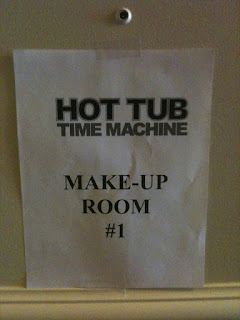 HOT TUB
TIME MACHINE
MAKE-UP
ROOM
#1